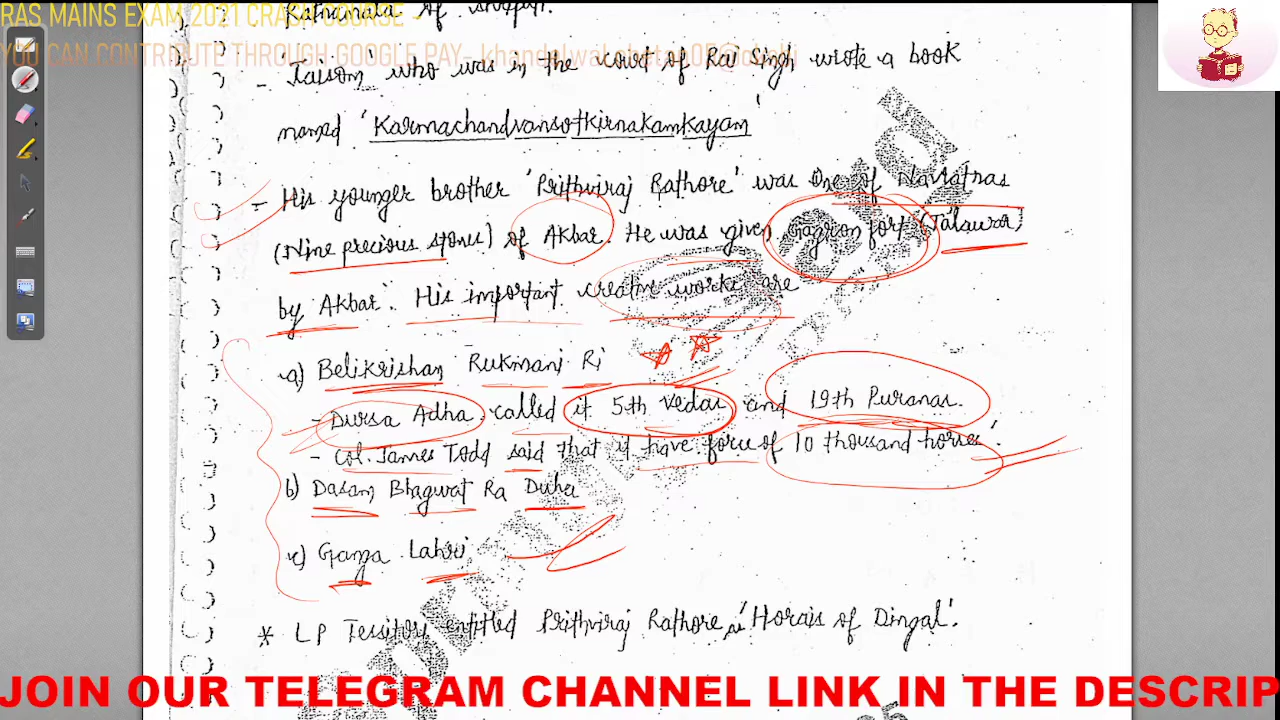 RAS MAINS EXAM 2021 CRASH COURSE -
Ratnamala of
YOU CAN CONTRIBUTE THROUGH GOOGLE PAY-
- 'Jaisom' who was in the court of Rai Singh wrote a book
named 'Karmachandvansotkirnakamkavyam'
- His younger brother 'Prithviraj Rathore' was one of Navratnas
(Nine precious stones) of Akbar. He was given Gagron fort (Jalawar)
by Akbar. His important creative works are
a) Belikrishan Rukmani Ri
- Dursa Adha called it 5th Vedas and 19th Puranas.
- Col. James Todd said that it have force of 10 thousand horses'.
b) Dasam Bhagwat Ra Duha
c) Ganga Lahri
* LP Tessitory entitled Prithviraj Rathore as 'Horais of Dingal'.
JOIN OUR TELEGRAM CHANNEL LINK IN THE DESCRIP